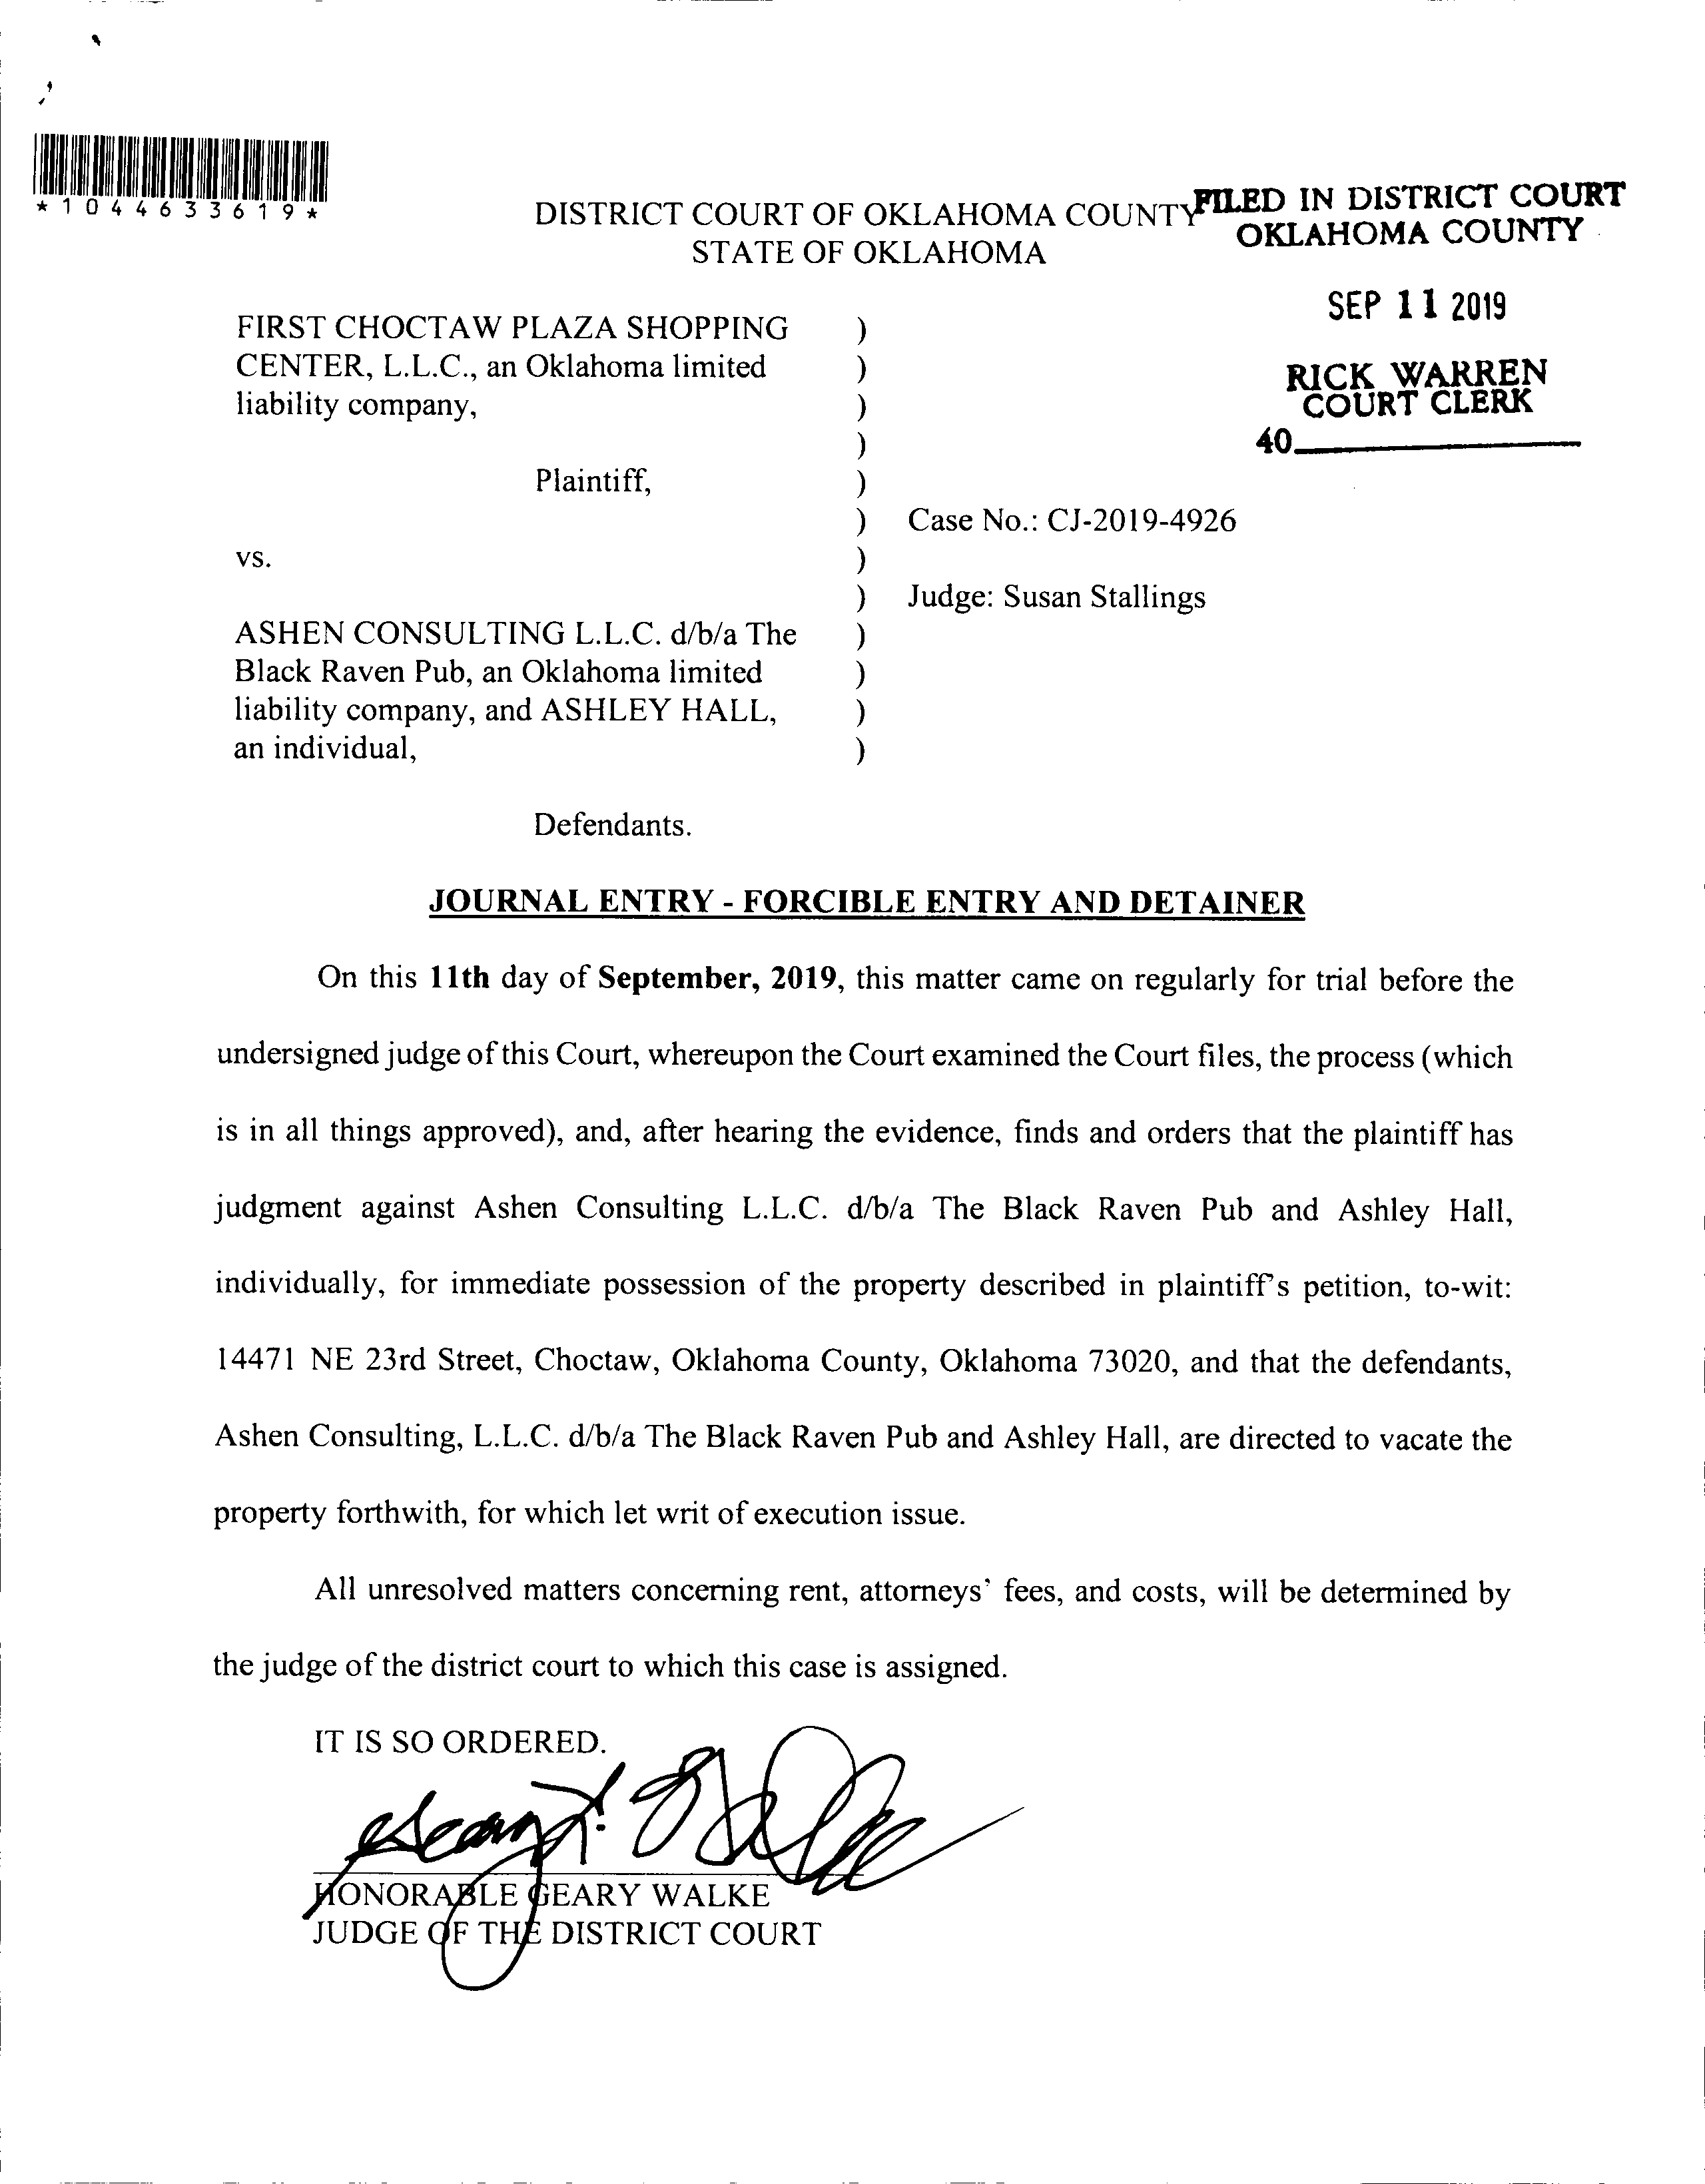 *1044633619*
DISTRICT COURT OF OKLAHOMA COUNTY
STATE OF OKLAHOMA
FILED IN DISTRICT COURT
OKLAHOMA COUNTY
SEP 11 2019
RICK WARREN
COURT CLERK
40
FIRST CHOCTAW PLAZA SHOPPING )
CENTER, L.L.C., an Oklahoma limited )
liability company, )
)
Plaintiff, )
) Case No.: CJ-2019-4926
vs. )
) Judge: Susan Stallings
ASHEN CONSULTING L.L.C. d/b/a The )
Black Raven Pub, an Oklahoma limited )
liability company, and ASHLEY HALL, )
an individual, )
Defendants.
JOURNAL ENTRY - FORCIBLE ENTRY AND DETAINER
On this 11th day of September, 2019, this matter came on regularly for trial before the
undersigned judge of this Court, whereupon the Court examined the Court files, the process (which
is in all things approved), and, after hearing the evidence, finds and orders that the plaintiff has
judgment against Ashen Consulting L.L.C. d/b/a The Black Raven Pub and Ashley Hall,
individually, for immediate possession of the property described in plaintiff's petition, to-wit:
14471 NE 23rd Street, Choctaw, Oklahoma County, Oklahoma 73020, and that the defendants,
Ashen Consulting, L.L.C. d/b/a The Black Raven Pub and Ashley Hall, are directed to vacate the
property forthwith, for which let writ of execution issue.
All unresolved matters concerning rent, attorneys' fees, and costs, will be determined by
the judge of the district court to which this case is assigned.
IT IS SO ORDERED.
HONORABLE GEARY WALKE
JUDGE OF THE DISTRICT COURT